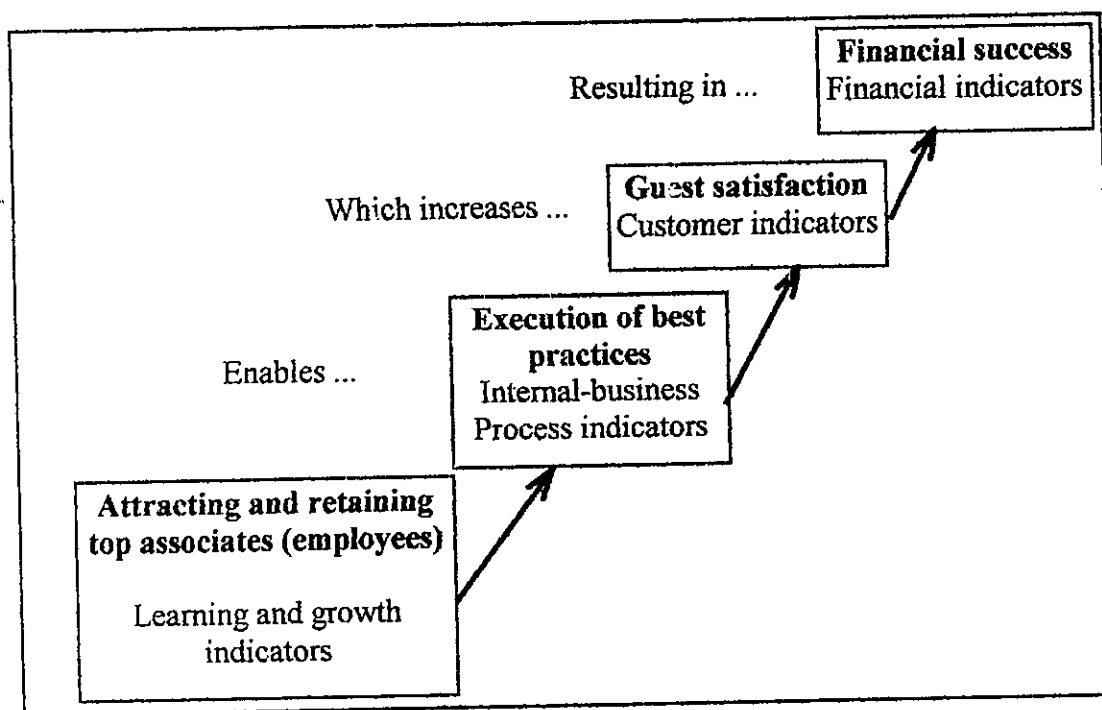 Financial success
Resulting in ...
Financial indicators
Guest satisfaction
Which increases ...
Customer indicators
Execution of best
practices
Enables ...
Internal-business
Process indicators
Attracting and retaining
top associates (employees)
Learning and growth
indicators